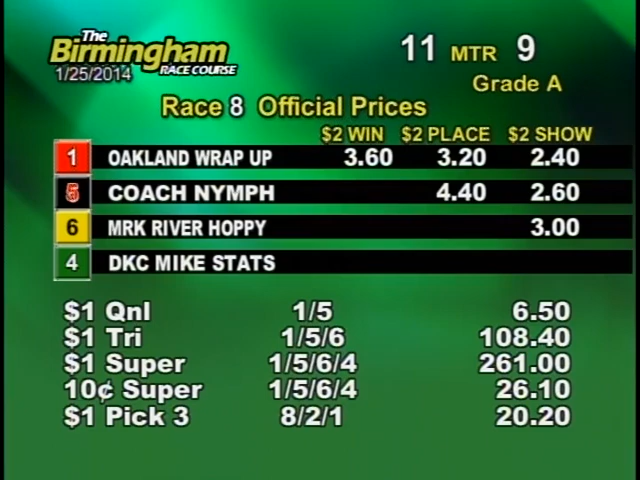 The
Birmingham
RACE COURSE
1/25/2014
11 MTR 9
Grade A
Race 8 Official Prices
$2 WIN $2 PLACE $2 SHOW
1 OAKLAND WRAP UP 3.60 3.20 2.40
5 COACH NYMPH 4.40 2.60
6 MRK RIVER HOPPY 3.00
4 DKC MIKE STATS
$1 Qnl 1/5 6.50
$1 Tri 1/5/6 108.40
$1 Super 1/5/6/4 261.00
10¢ Super 1/5/6/4 26.10
$1 Pick 3 8/2/1 20.20